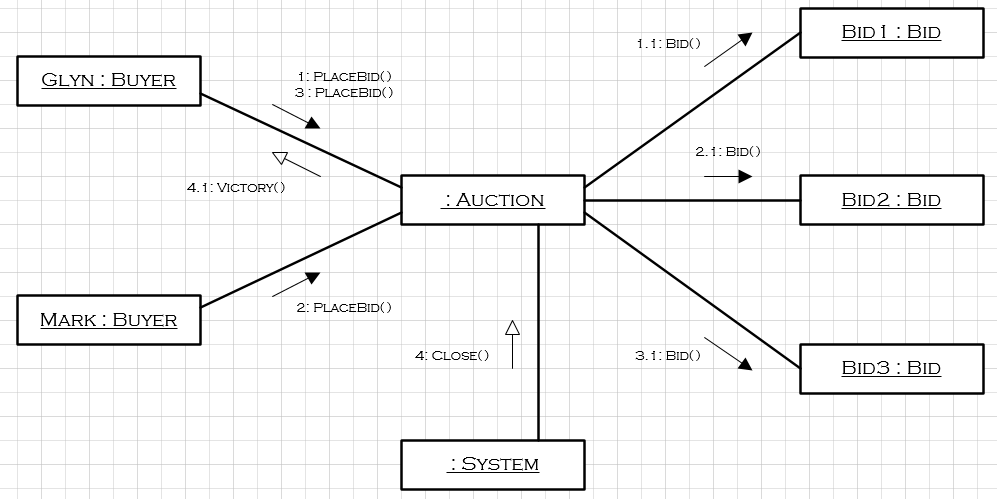 Bid1 : Bid
1.1: Bid()
Glyn : Buyer
1: PlaceBid()
3 : PlaceBid()
2.1: Bid()
4.1: Victory()
: Auction
Bid2 : Bid
Mark : Buyer
2: PlaceBid()
4: Close()
3.1: Bid()
Bid3 : Bid
: System